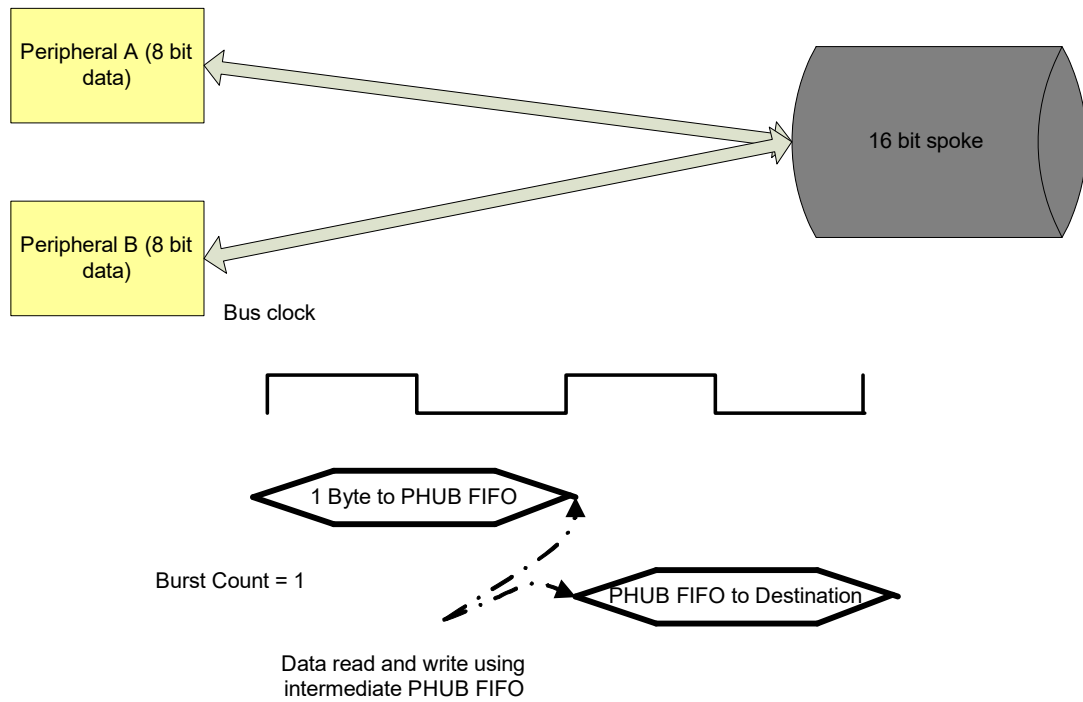 Peripheral A (8 bit
data)
16 bit spoke
Peripheral B (8 bit
data)
Bus clock
1 Byte to PHUB FIFO
Burst Count = 1
PHUB FIFO to Destination
Data read and write using
intermediate PHUB FIFO